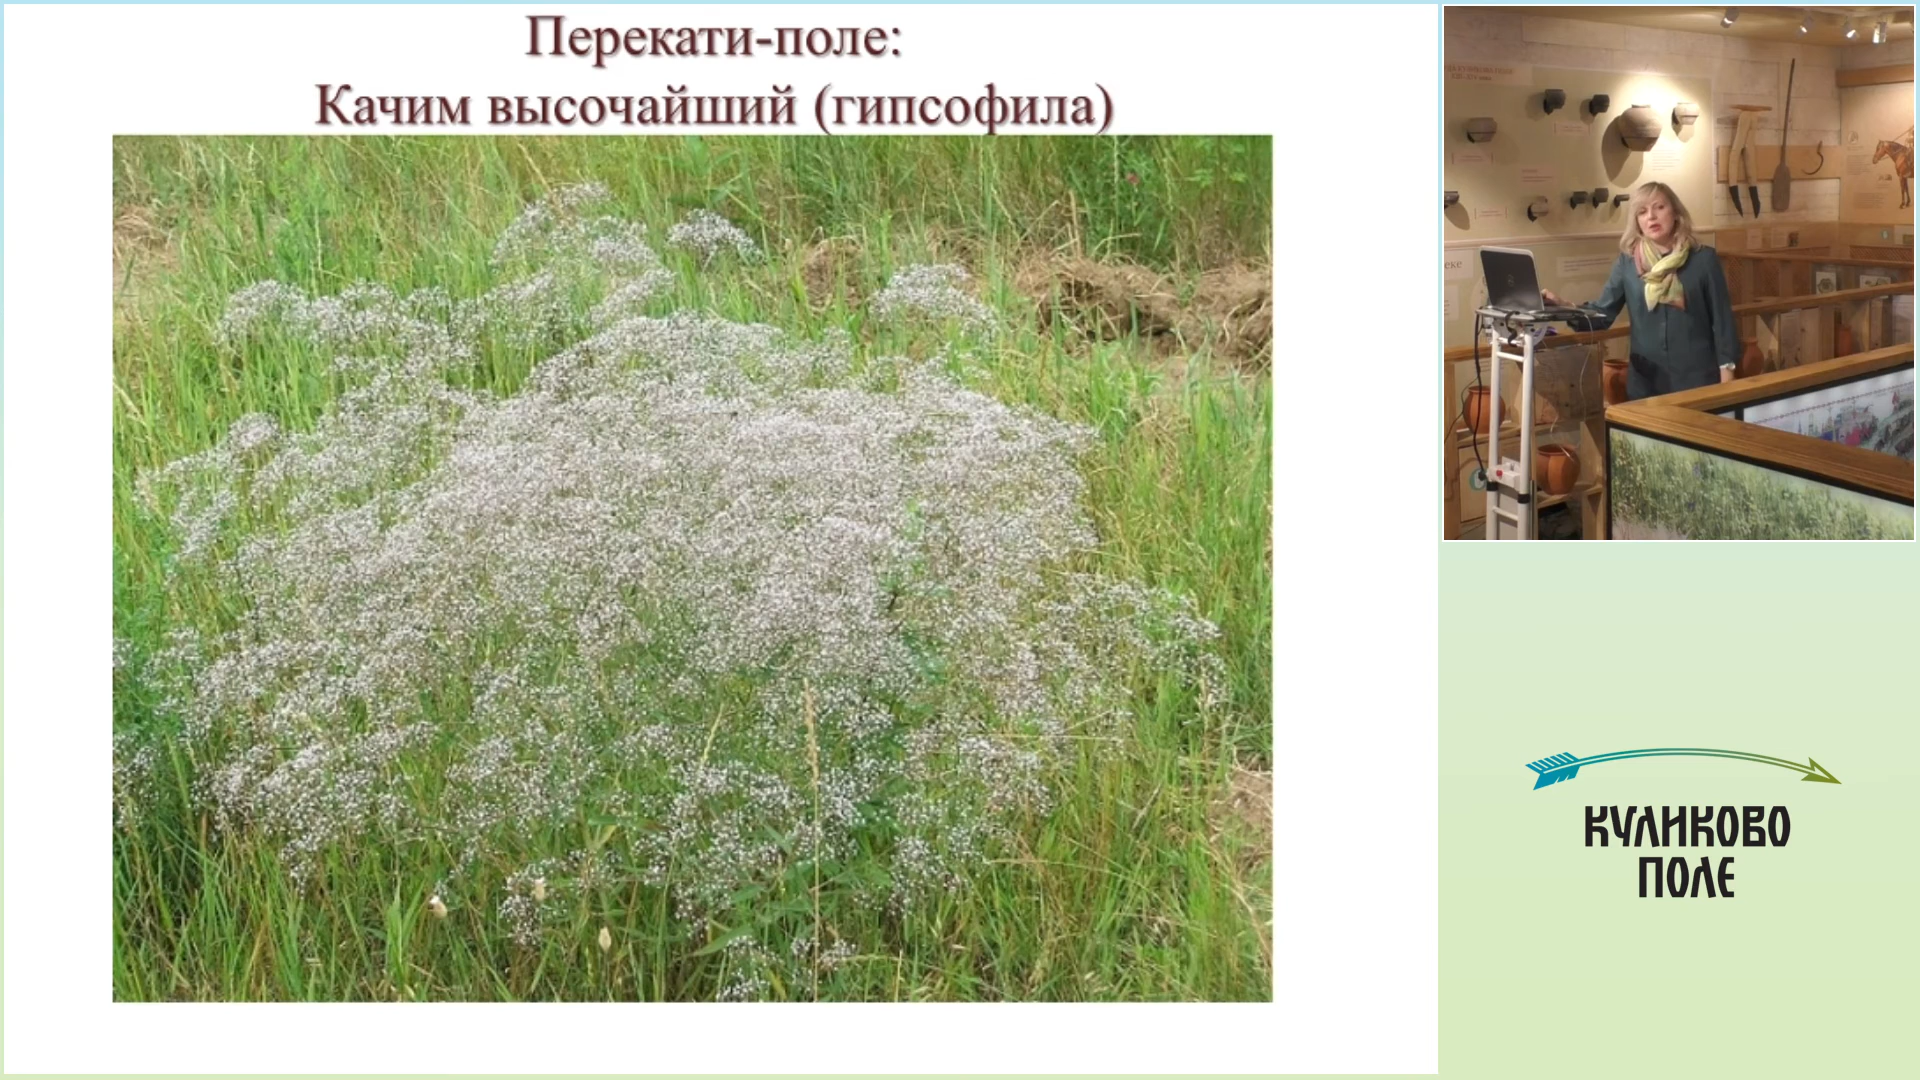 Перекати-поле:
Качим высочайший (гипсофила)
КУЛИКОВО
ПОЛЕ